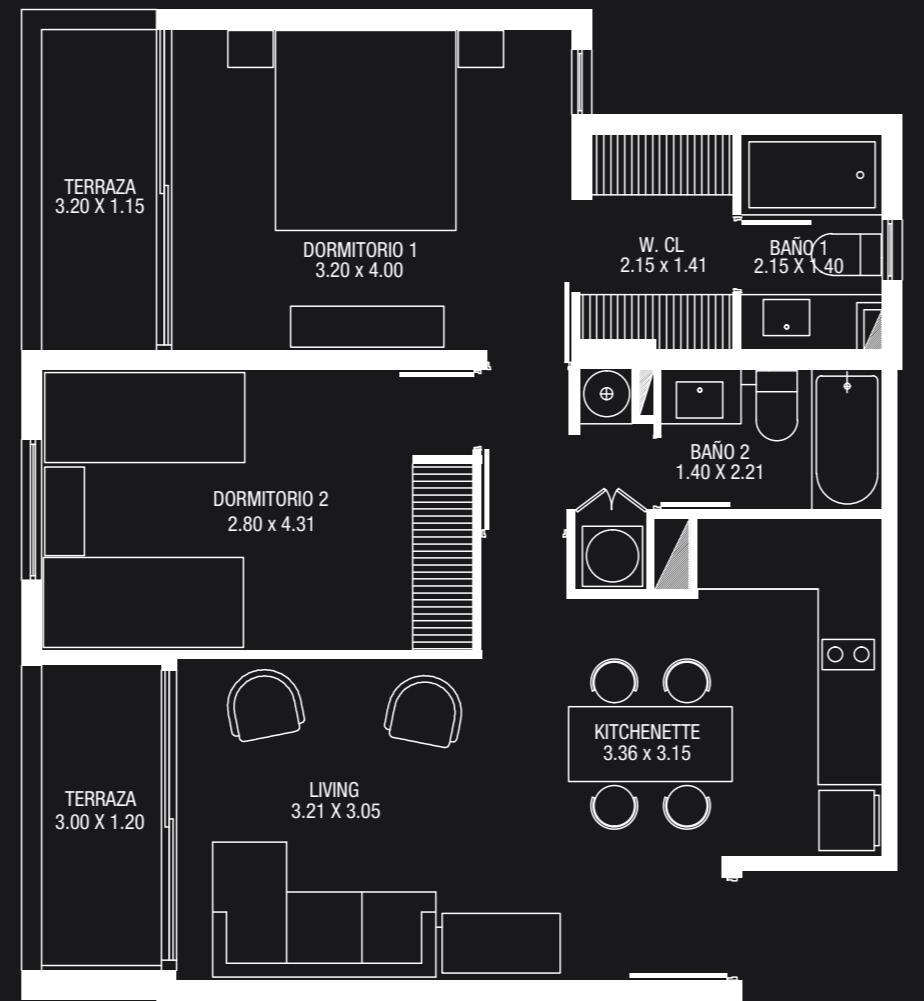 TERRAZA
3.20 X 1.15
DORMITORIO 1
3.20 x 4.00
W. CL
2.15 x 1.41
BAÑO 1
2.15 X 1.40
BAÑO 2
1.40 X 2.21
DORMITORIO 2
2.80 x 4.31
KITCHENETTE
3.36 x 3.15
LIVING
3.21 X 3.05
TERRAZA
3.00 X 1.20